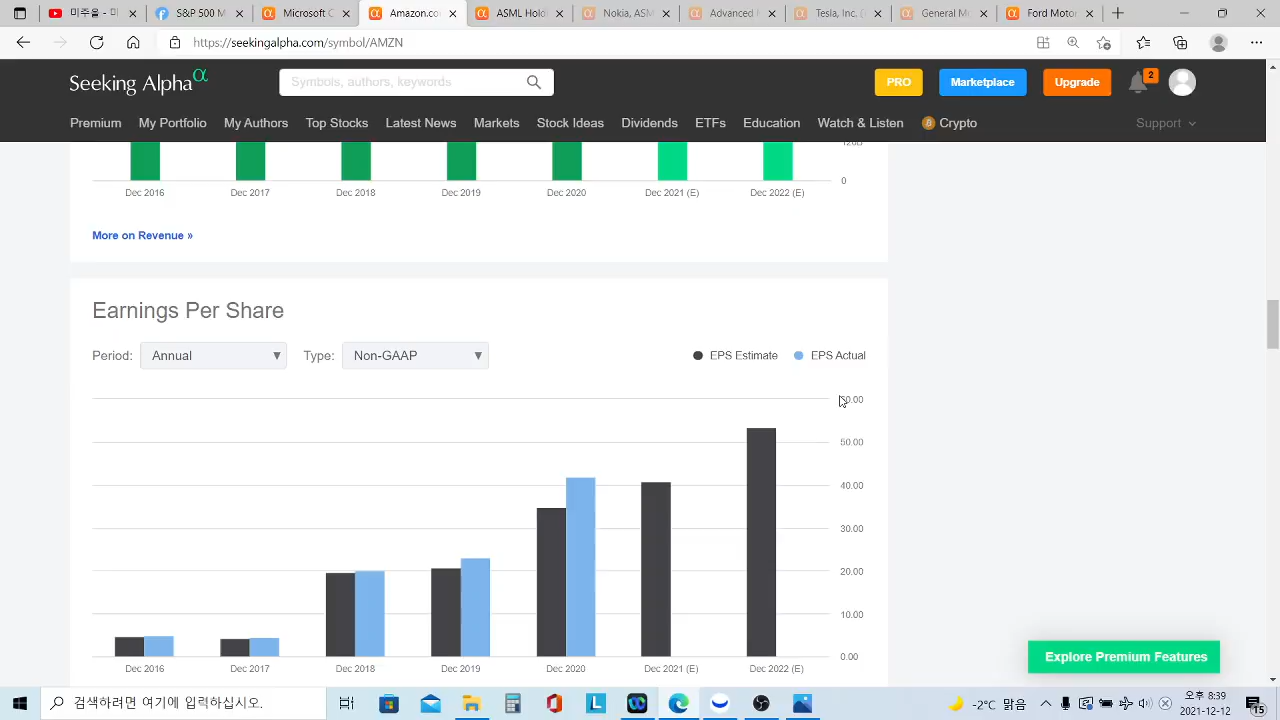 미주은 -
S&P 500 M
Microsoft C
Amazon.co
ASML Hold
Nokia, ASM
Advanced
Tesla, Inc. (
General Mo
Ford Motor
https://seekingalpha.com/symbol/AMZN
Seeking Alpha α
Symbols, authors, keywords
PRO
Marketplace
Upgrade
2
Premium My Portfolio My Authors Top Stocks Latest News Markets Stock Ideas Dividends ETFs Education Watch & Listen Crypto Support
120B
0
Dec 2016 Dec 2017 Dec 2018 Dec 2019 Dec 2020 Dec 2021 (E) Dec 2022 (E)
More on Revenue »
Earnings Per Share
Period: Annual Type: Non-GAAP EPS Estimate EPS Actual
50.00
40.00
30.00
20.00
10.00
0.00
Dec 2016 Dec 2017 Dec 2018 Dec 2019 Dec 2020 Dec 2021 (E) Dec 2022 (E)
Explore Premium Features
검색하려면 여기에 입력하십시오.
-2°C 맑음
오후 8:39
2021-12-12
15